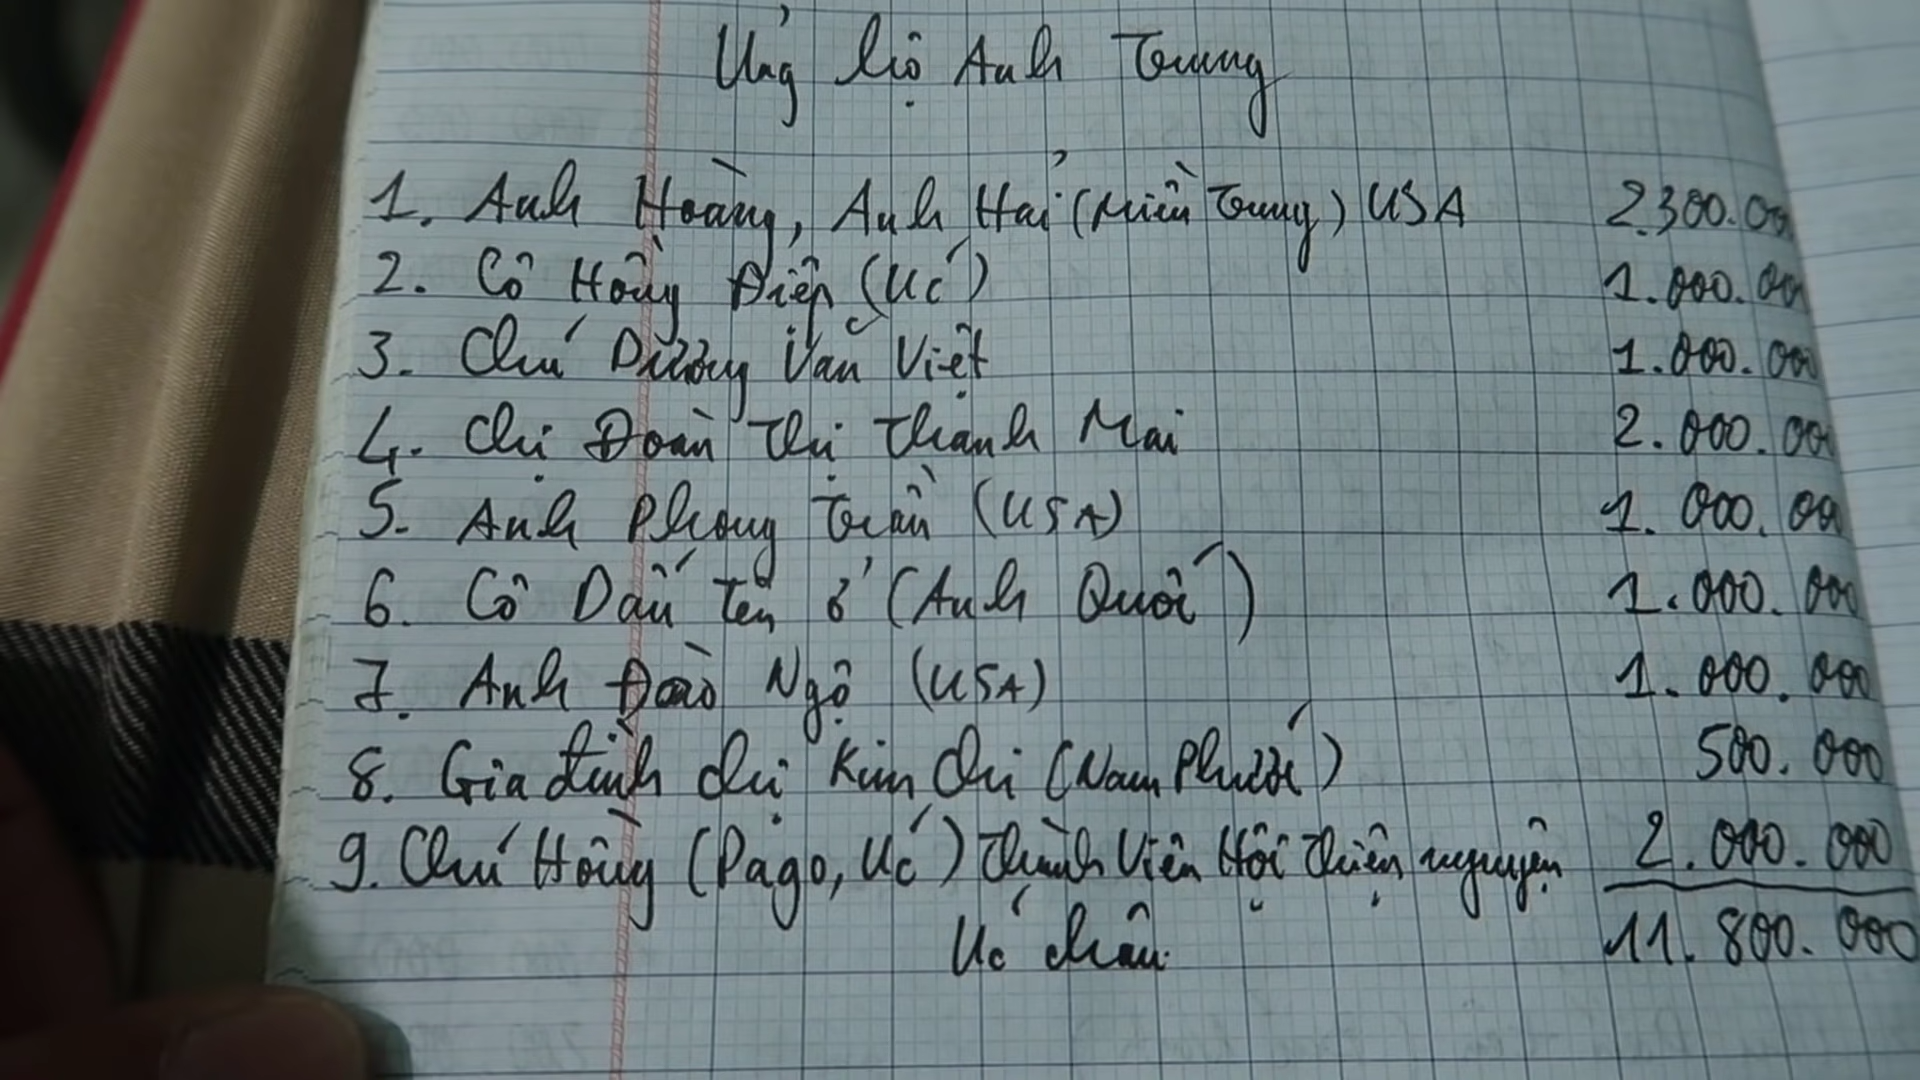 Ủng hộ Anh Trung
1. Anh Hoàng, Anh Hải (Miền Trung) USA 2.300.000
2. Cô Hồng Điệp (Úc) 1.000.000
3. Chú Dương Văn Việt 1.000.000
4. Chị Đoàn Thị Thanh Mai 2.000.000
5. Anh Phong Trần (USA) 1.000.000
6. Cô Dấu tên ở (Anh Quốc) 1.000.000
7. Anh Đào Ngộ (USA) 1.000.000
8. Gia đình chị Kim Chi (Nam Phước) 500.000
9. Chú Hồng (Pago, Úc) thành Viên Hội thiện nguyện 2.000.000
Úc châu. 11.800.000